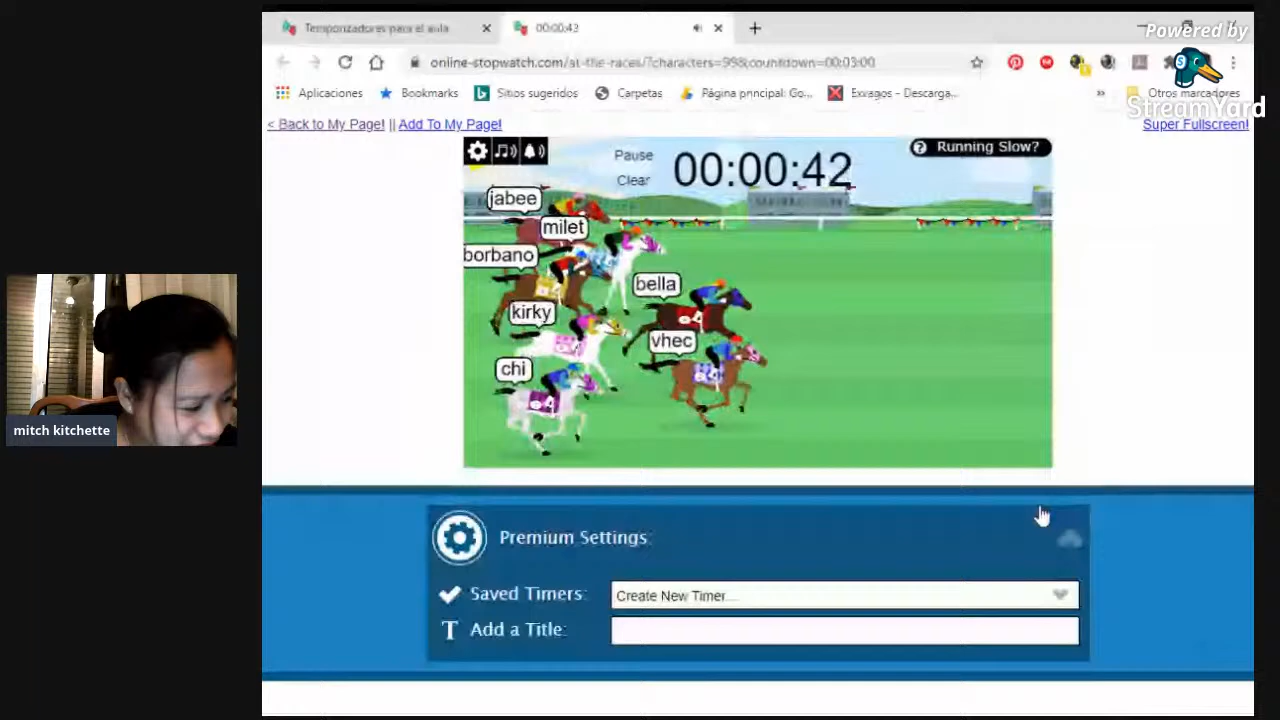 Temporizadores para el aula
00:00:43
Powered by
StreamYard
online-stopwatch.com/at-the-races/?characters=998&countdown=00:03:00
Aplicaciones
Bookmarks
Sitios sugeridos
Carpetas
Página principal: Go...
Exvagos - Descarga...
»
Otros marcadores
< Back to My Page! || Add To My Page!
Super Fullscreen!
Pause
Clear
00:00:42
? Running Slow?
jabee
milet
borbano
bella
kirky
vhec
chi
mitch kitchette
Premium Settings:
Saved Timers:
Create New Timer...
T Add a Title: